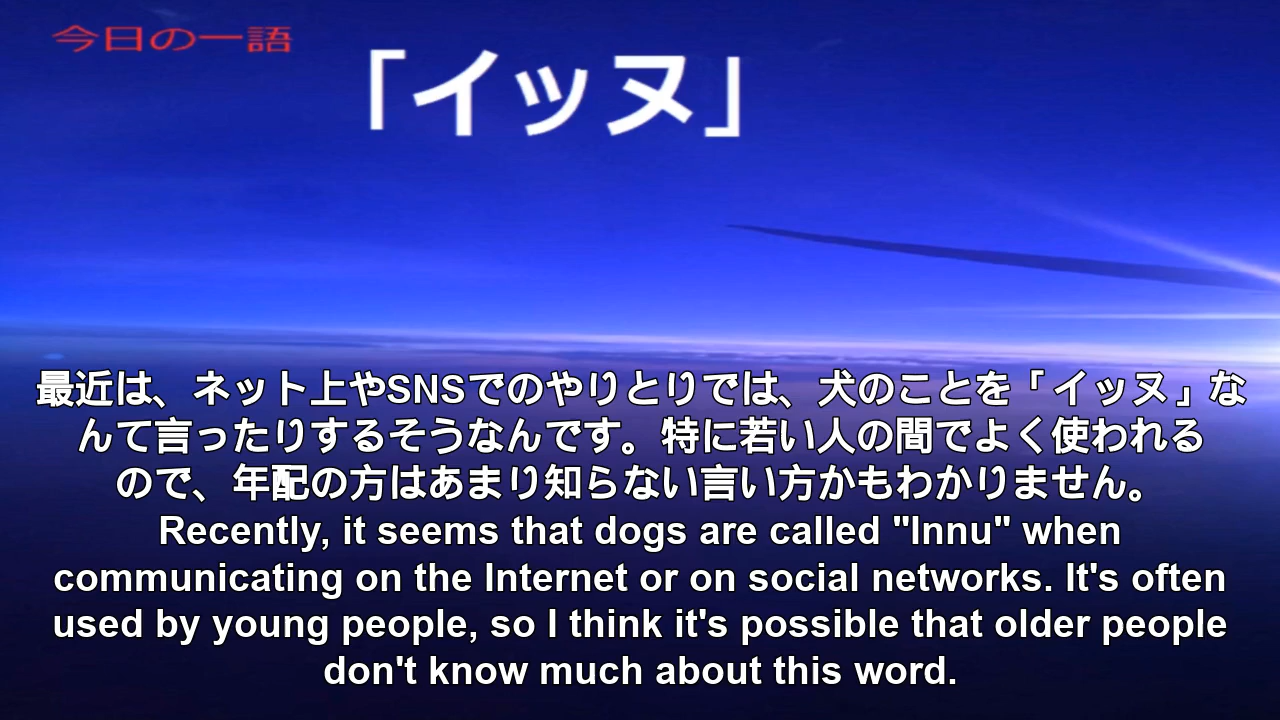 今日の一語
「イッヌ」
最近は、ネット上やSNSでのやりとりでは、犬のことを「イッヌ」な
んて言ったりするそうなんです。特に若い人の間でよく使われる
ので、年配の方はあまり知らない言い方かもわかりません。
Recently, it seems that dogs are called "Innu" when
communicating on the Internet or on social networks. It's often
used by young people, so I think it's possible that older people
don't know much about this word.